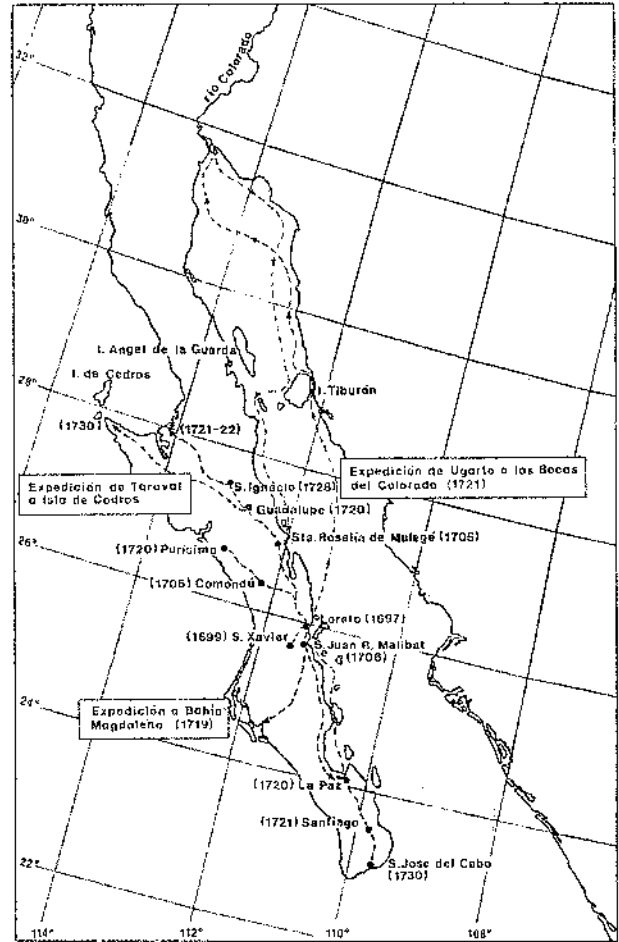 32°
Río Colorado
30°
I. Angel de la Guarda
28°
I. de Cedros
I. Tiburón
(1730)
(1721-22)
Expedición de Ugarte a las Bocas
del Colorado (1721)
Expedición de Taraval
a Isla de Cedros
S. Ignacio (1728)
Guadalupe (1720)
Sta. Rosalía de Mulegé (1705)
26°
(1720) Purísima
(1708) Comondú
Loreto (1697)
(1699) S. Xavier
S. Juan B. Malibat
(1706)
24°
Expedición a Bahía
Magdalena (1719)
(1720) La Paz
(1721) Santiago
22°
S. Jose del Cabo
(1730)
114°
112°
110°
108°